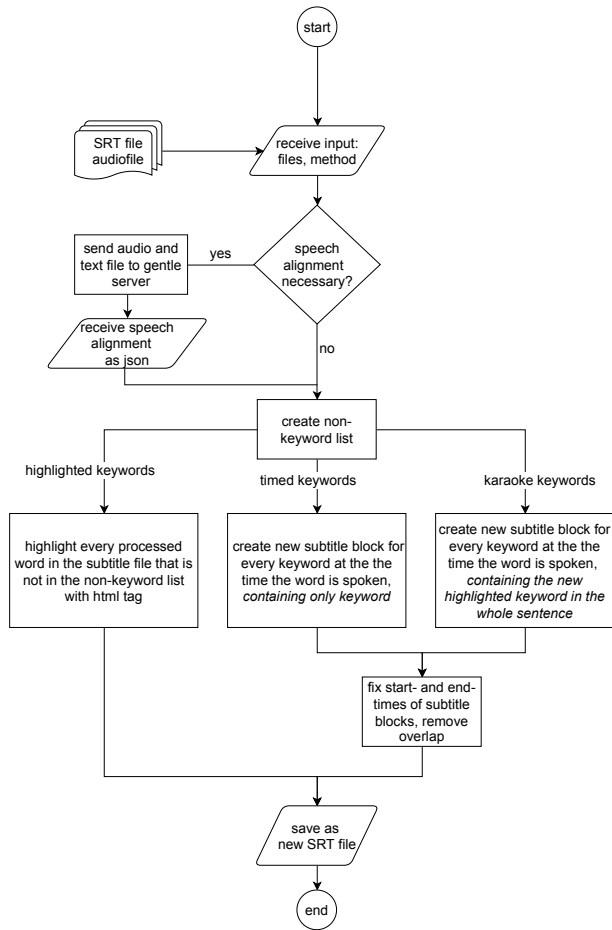 start
SRT file
audiofile
receive input:
files, method
speech
alignment
necessary?
yes
send audio and
text file to gentle
server
receive speech
alignment
as json
no
create non-
keyword list
highlighted keywords
timed keywords
karaoke keywords
highlight every processed
word in the subtitle file that is
not in the non-keyword list
with html tag
create new subtitle block for
every keyword at the the
time the word is spoken,
containing only keyword
create new subtitle block for
every keyword at the the
time the word is spoken,
containing the new
highlighted keyword in the
whole sentence
fix start- and end-
times of subtitle
blocks, remove
overlap
save as
new SRT file
end